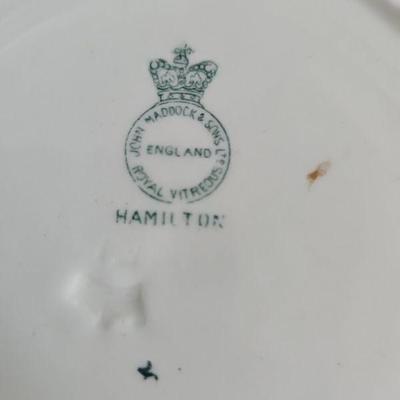 JOHN MADDOCK & SONS LTD
ENGLAND
ROYAL VITREOUS
HAMILTON